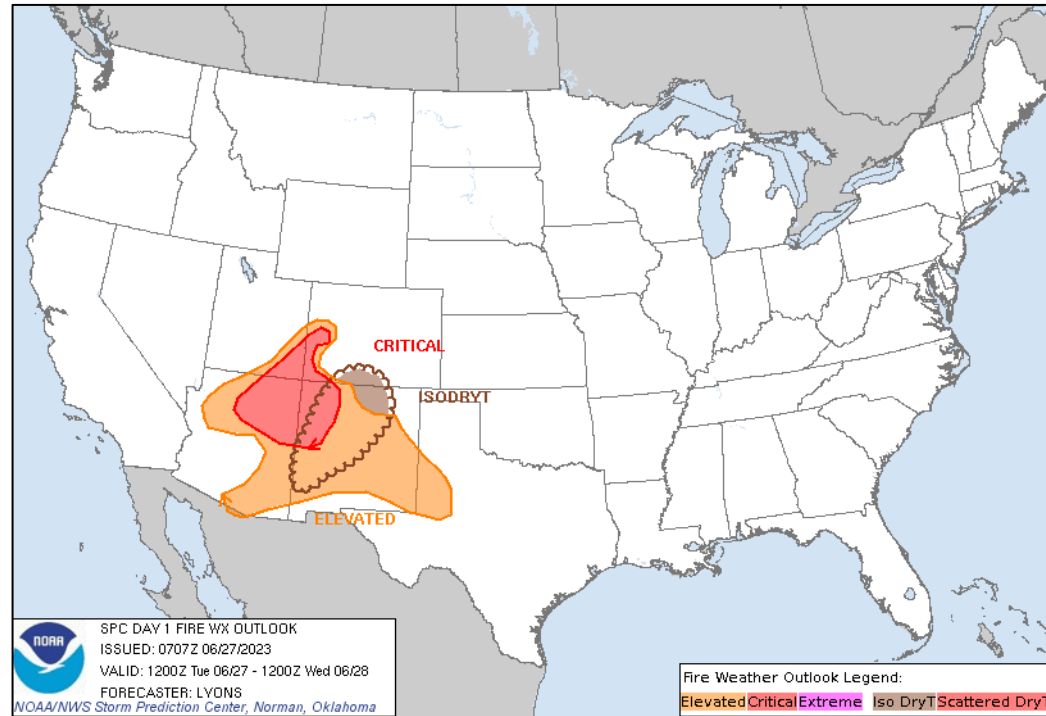 CRITICAL
ISODRYT
ELEVATED
NOAA
SPC DAY 1 FIRE WX OUTLOOK
ISSUED: 0707Z 06/27/2023
VALID: 1200Z Tue 06/27 - 1200Z Wed 06/28
FORECASTER: LYONS
NOAA/NWS Storm Prediction Center, Norman, Oklahoma
Fire Weather Outlook Legend:
Elevated Critical Extreme Iso DryT Scattered DryT